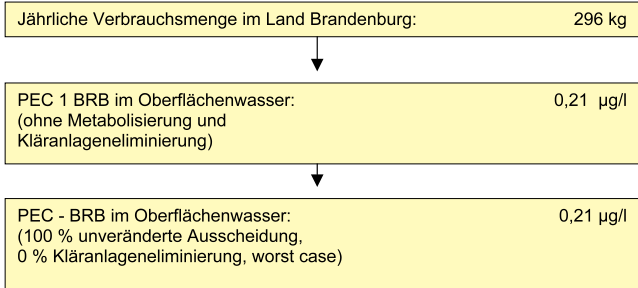 Jährliche Verbrauchsmenge im Land Brandenburg: 296 kg
PEC 1 BRB im Oberflächenwasser: 0,21 µg/l
(ohne Metabolisierung und
Kläranlageneliminierung)
PEC - BRB im Oberflächenwasser: 0,21 µg/l
(100 % unveränderte Ausscheidung,
0 % Kläranlageneliminierung, worst case)